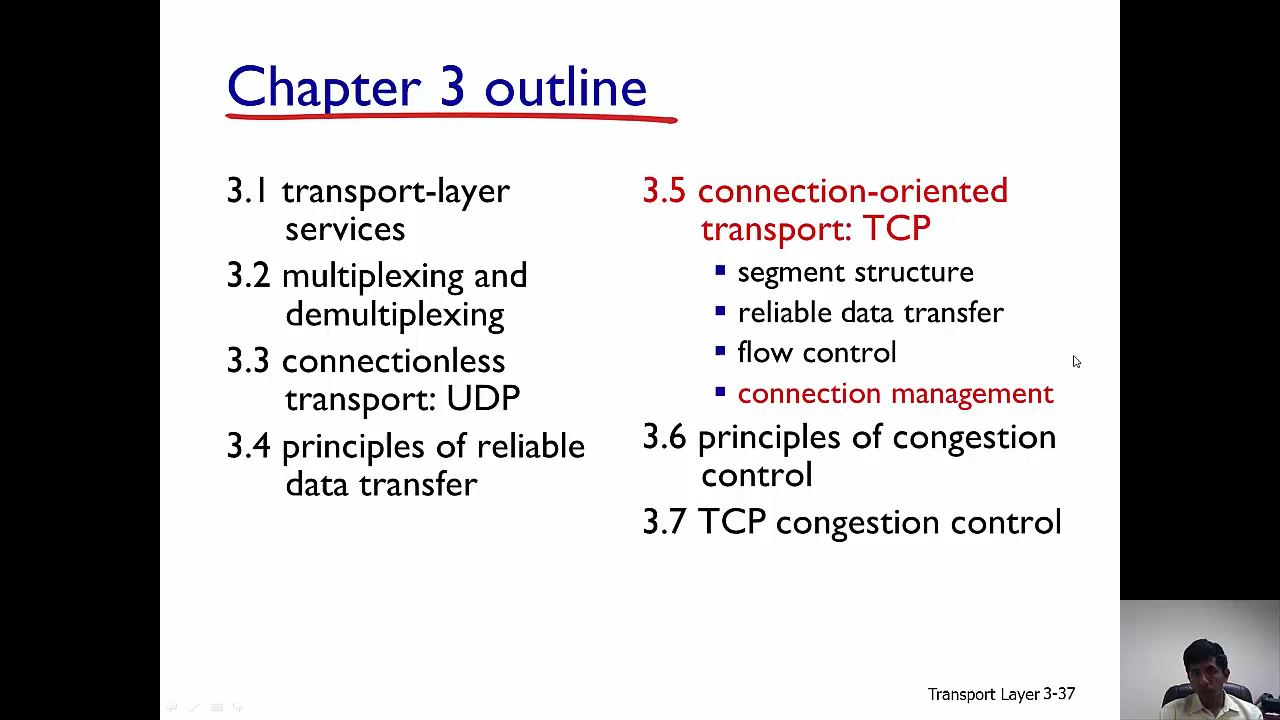 Chapter 3 outline
3.1 transport-layer
services
3.2 multiplexing and
demultiplexing
3.3 connectionless
transport: UDP
3.4 principles of reliable
data transfer
3.5 connection-oriented
transport: TCP
segment structure
reliable data transfer
flow control
connection management
3.6 principles of congestion
control
3.7 TCP congestion control
Transport Layer 3-37